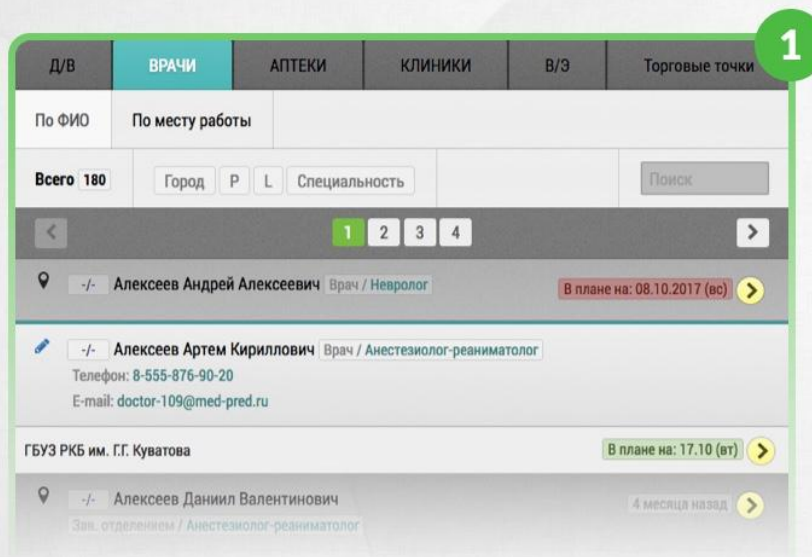 1
Д/В ВРАЧИ АПТЕКИ КЛИНИКИ В/Э Торговые точки
По ФИО По месту работы
Всего 180 Город P L Специальность Поиск
1 2 3 4
-/- Алексеев Андрей Алексеевич Врач / Невролог В плане на: 08.10.2017 (вс)
-/- Алексеев Артем Кириллович Врач / Анестезиолог-реаниматолог
Телефон: 8-555-876-90-20
E-mail: doctor-109@med-pred.ru
ГБУЗ РКБ им. Г.Г. Куватова В плане на: 17.10 (вт)
-/- Алексеев Даниил Валентинович 4 месяца назад
Зав. отделением / Анестезиолог-реаниматолог